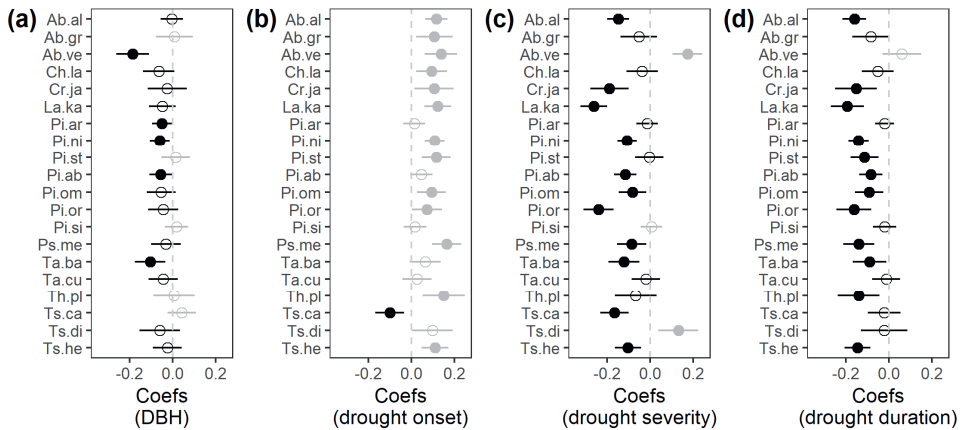 (a)
Ab.al
Ab.gr
Ab.ve
Ch.la
Cr.ja
La.ka
Pi.ar
Pi.ni
Pi.st
Pi.ab
Pi.om
Pi.or
Pi.si
Ps.me
Ta.ba
Ta.cu
Th.pl
Ts.ca
Ts.di
Ts.he
-0.2 0.0 0.2
Coefs
(DBH)
(b)
Ab.al
Ab.gr
Ab.ve
Ch.la
Cr.ja
La.ka
Pi.ar
Pi.ni
Pi.st
Pi.ab
Pi.om
Pi.or
Pi.si
Ps.me
Ta.ba
Ta.cu
Th.pl
Ts.ca
Ts.di
Ts.he
-0.2 0.0 0.2
Coefs
(drought onset)
(c)
Ab.al
Ab.gr
Ab.ve
Ch.la
Cr.ja
La.ka
Pi.ar
Pi.ni
Pi.st
Pi.ab
Pi.om
Pi.or
Pi.si
Ps.me
Ta.ba
Ta.cu
Th.pl
Ts.ca
Ts.di
Ts.he
-0.2 0.0 0.2
Coefs
(drought severity)
(d)
Ab.al
Ab.gr
Ab.ve
Ch.la
Cr.ja
La.ka
Pi.ar
Pi.ni
Pi.st
Pi.ab
Pi.om
Pi.or
Pi.si
Ps.me
Ta.ba
Ta.cu
Th.pl
Ts.ca
Ts.di
Ts.he
-0.2 0.0 0.2
Coefs
(drought duration)